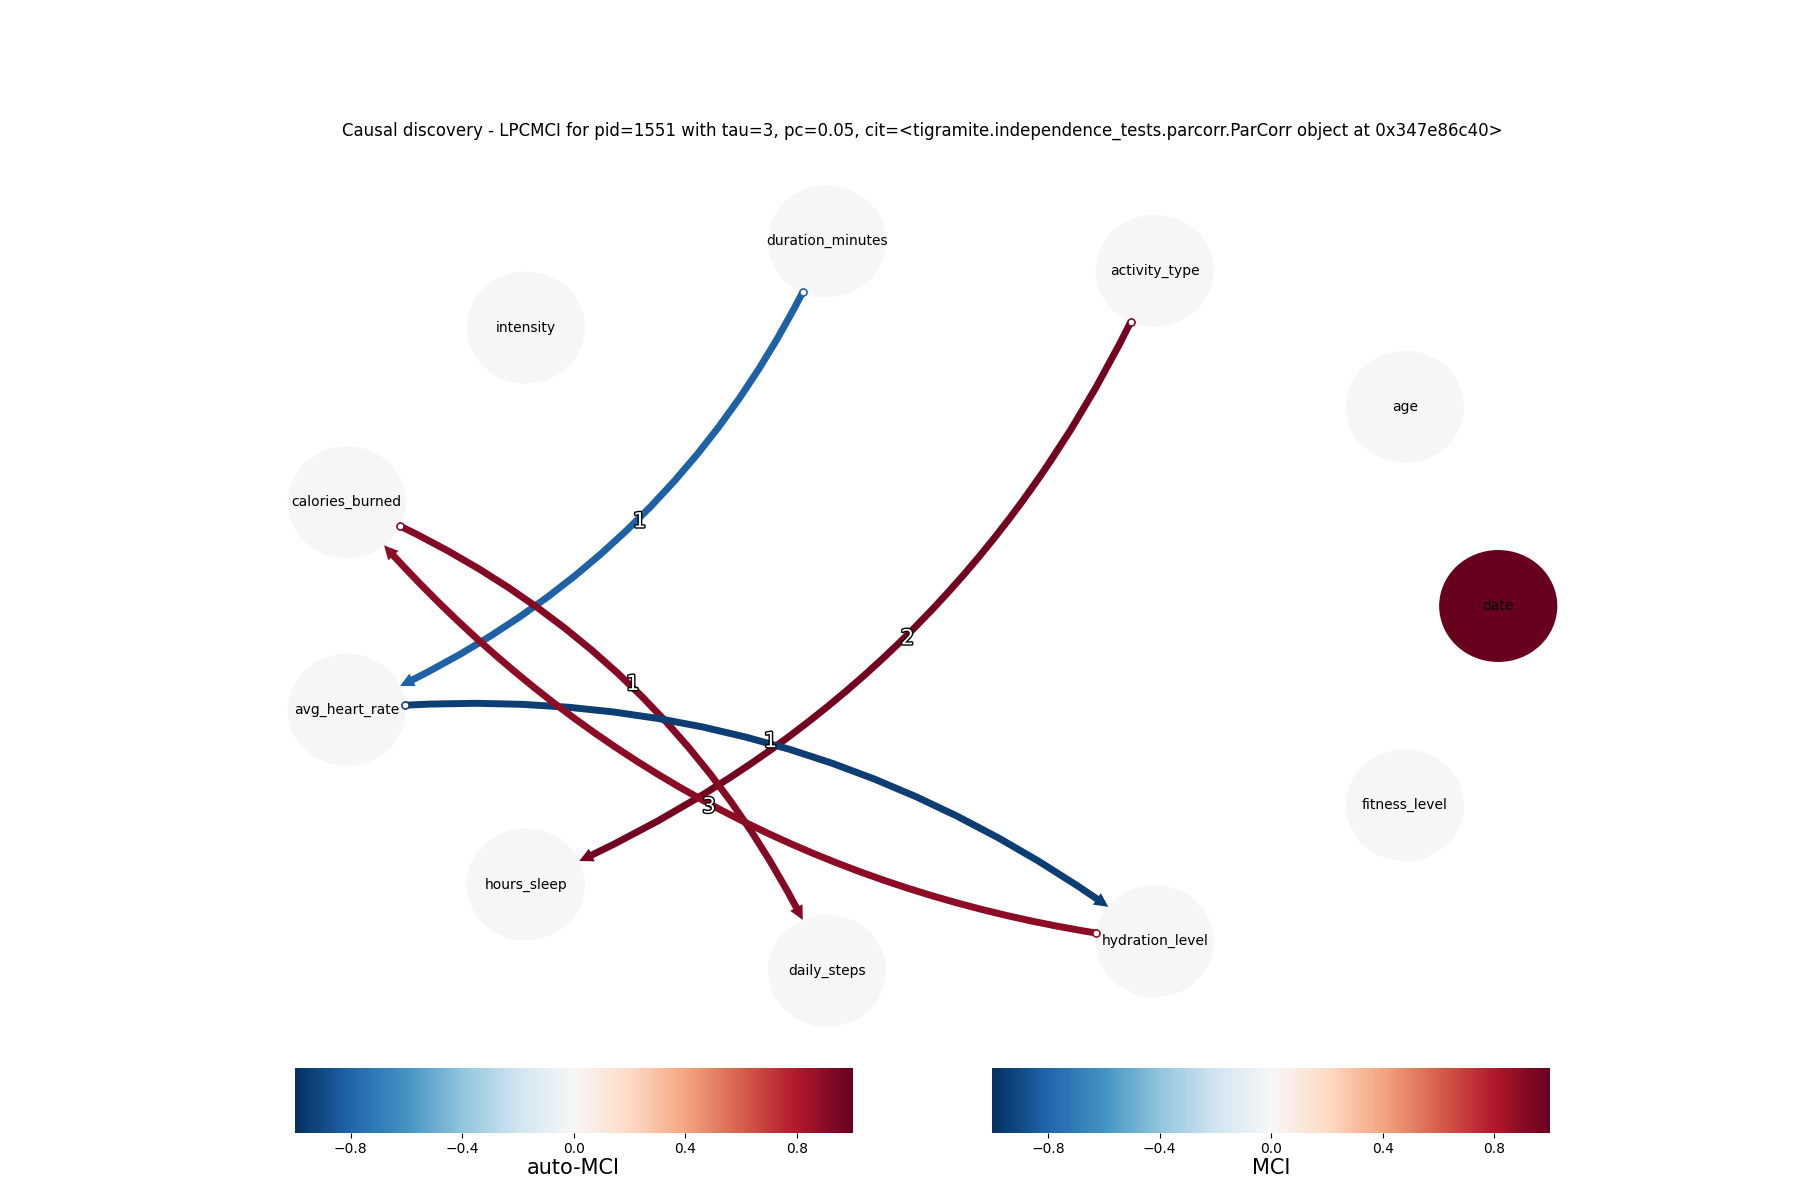 Causal discovery - LPCMCI for pid=1551 with tau=3, pc=0.05, cit=<tigramite.independence_tests.parcorr.ParCorr object at 0x347e86c40>
duration_minutes
activity_type
intensity
age
calories_burned
1
date
2
1
avg_heart_rate
1
3
fitness_level
hours_sleep
hydration_level
daily_steps
−0.8 −0.4 0.0 0.4 0.8
auto-MCI
−0.8 −0.4 0.0 0.4 0.8
MCI